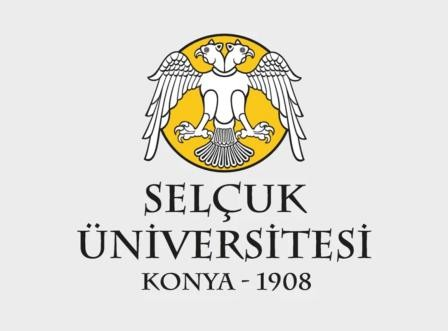 SELÇUK
ÜNİVERSİTESİ
KONYA - 1908